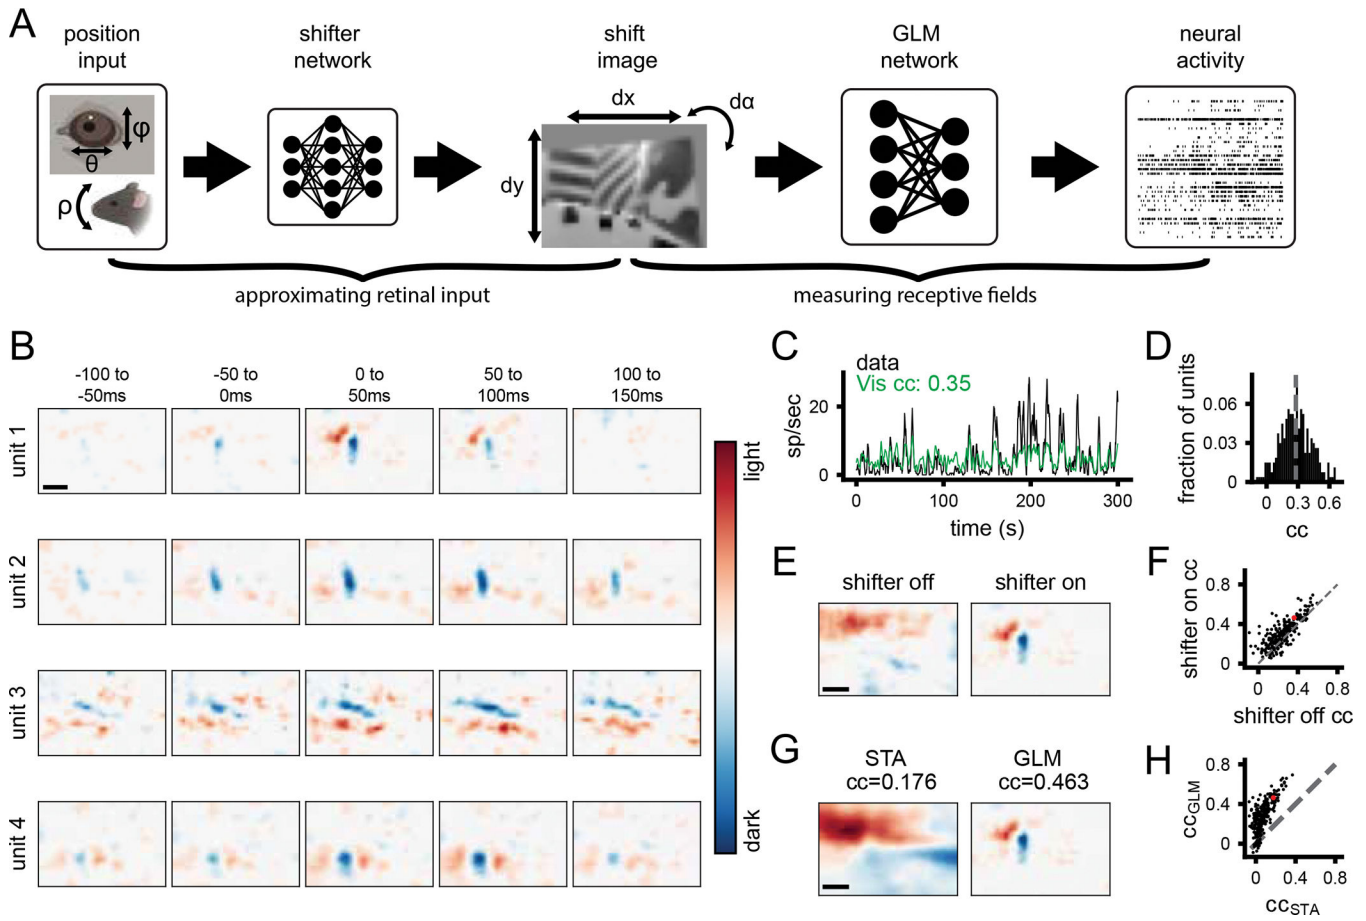 A
position
input
shifter
network
shift
image
GLM
network
neural
activity
φ
θ
ρ
dx
dy
dα
approximating retinal input
measuring receptive fields
B
-100 to
-50ms
-50 to
0ms
0 to
50ms
50 to
100ms
100 to
150ms
unit 1
unit 2
unit 3
unit 4
light
dark
C
data
Vis cc: 0.35
sp/sec
20
0
0
100
200
300
time (s)
D
fraction of units
0.06
0.03
0
0
0.3
0.6
cc
E
shifter off
shifter on
F
shifter on cc
0.8
0.4
0
0
0.4
0.8
shifter off cc
G
STA
cc=0.176
GLM
cc=0.463
H
ccGLM
0.8
0.4
0
0
0.4
0.8
ccSTA